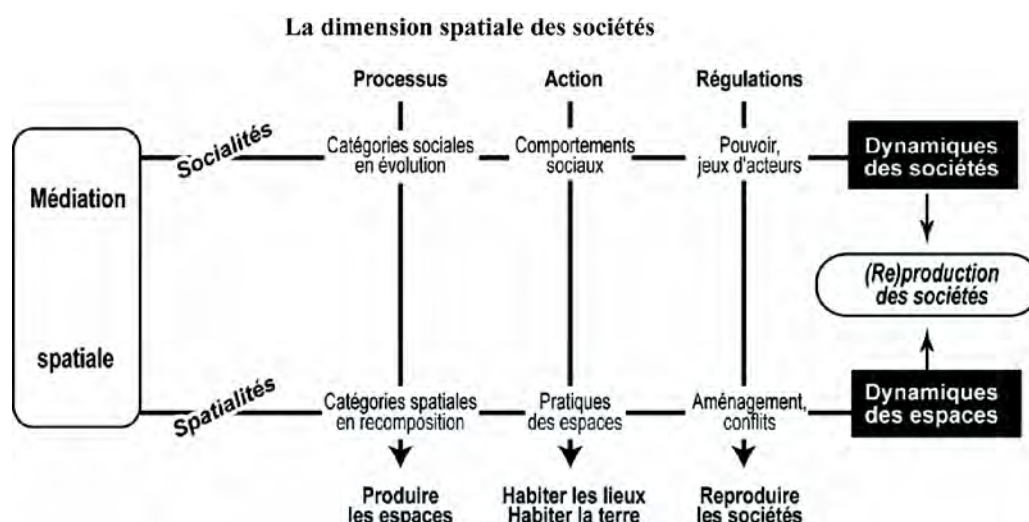 La dimension spatiale des sociétés
Processus
Action
Régulations
Socialités
Catégories sociales
en évolution
Comportements
sociaux
Pouvoir,
jeux d'acteurs
Dynamiques
des sociétés
Médiation
(Re)production
des sociétés
spatiale
Spatialités
Catégories spatiales
en recomposition
Pratiques
des espaces
Aménagement,
conflits
Dynamiques
des espaces
Produire
les espaces
Habiter les lieux
Habiter la terre
Reproduire
les sociétés